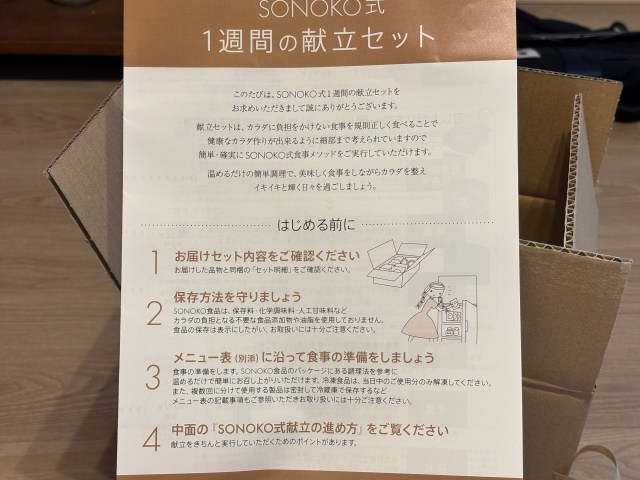 SONOKO式
1週間の献立セット
このたびは、SONOKO式1週間の献立セットを
お求めいただきまして誠にありがとうございます。
献立セットは、カラダに負担をかけない食事を規則正しく食べることで
健康なカラダ作りが出来るように細部まで考えられていますので
簡単・確実にSONOKO式食事メソッドをご実行していただけます。
温めるだけの簡単調理で、美味しく食事をしながらカラダを整え
イキイキと輝く日々を過ごしましょう。
はじめる前に
1 お届けセット内容をご確認ください
お届けした品物と同梱の「セット明細」をご確認ください。
2 保存方法を守りましょう
SONOKO食品は、保存料・化学調味料・人工甘味料など
カラダの負担となる不要な食品添加物や油脂を使用しておりません。
食品の保存は表示にしたがい、お取扱いには十分ご注意ください。
3 メニュー表(別添)に沿って食事の準備をしましょう
食事の準備をします。SONOKO食品のパッケージにある調理法を参考に
温めるだけで簡単にお召し上がりいただけます。冷凍食品は、当日中のご使用分のみ解凍してください。
また、複数回に分けて使用する製品は密封して冷蔵庫で保存するなど
メニュー表の記載事項もご参照いただきお取り扱いには十分ご注意ください。
4 中面の『SONOKO式献立の進め方』をご覧ください
献立をきちんと実行していただくためのポイントがあります。